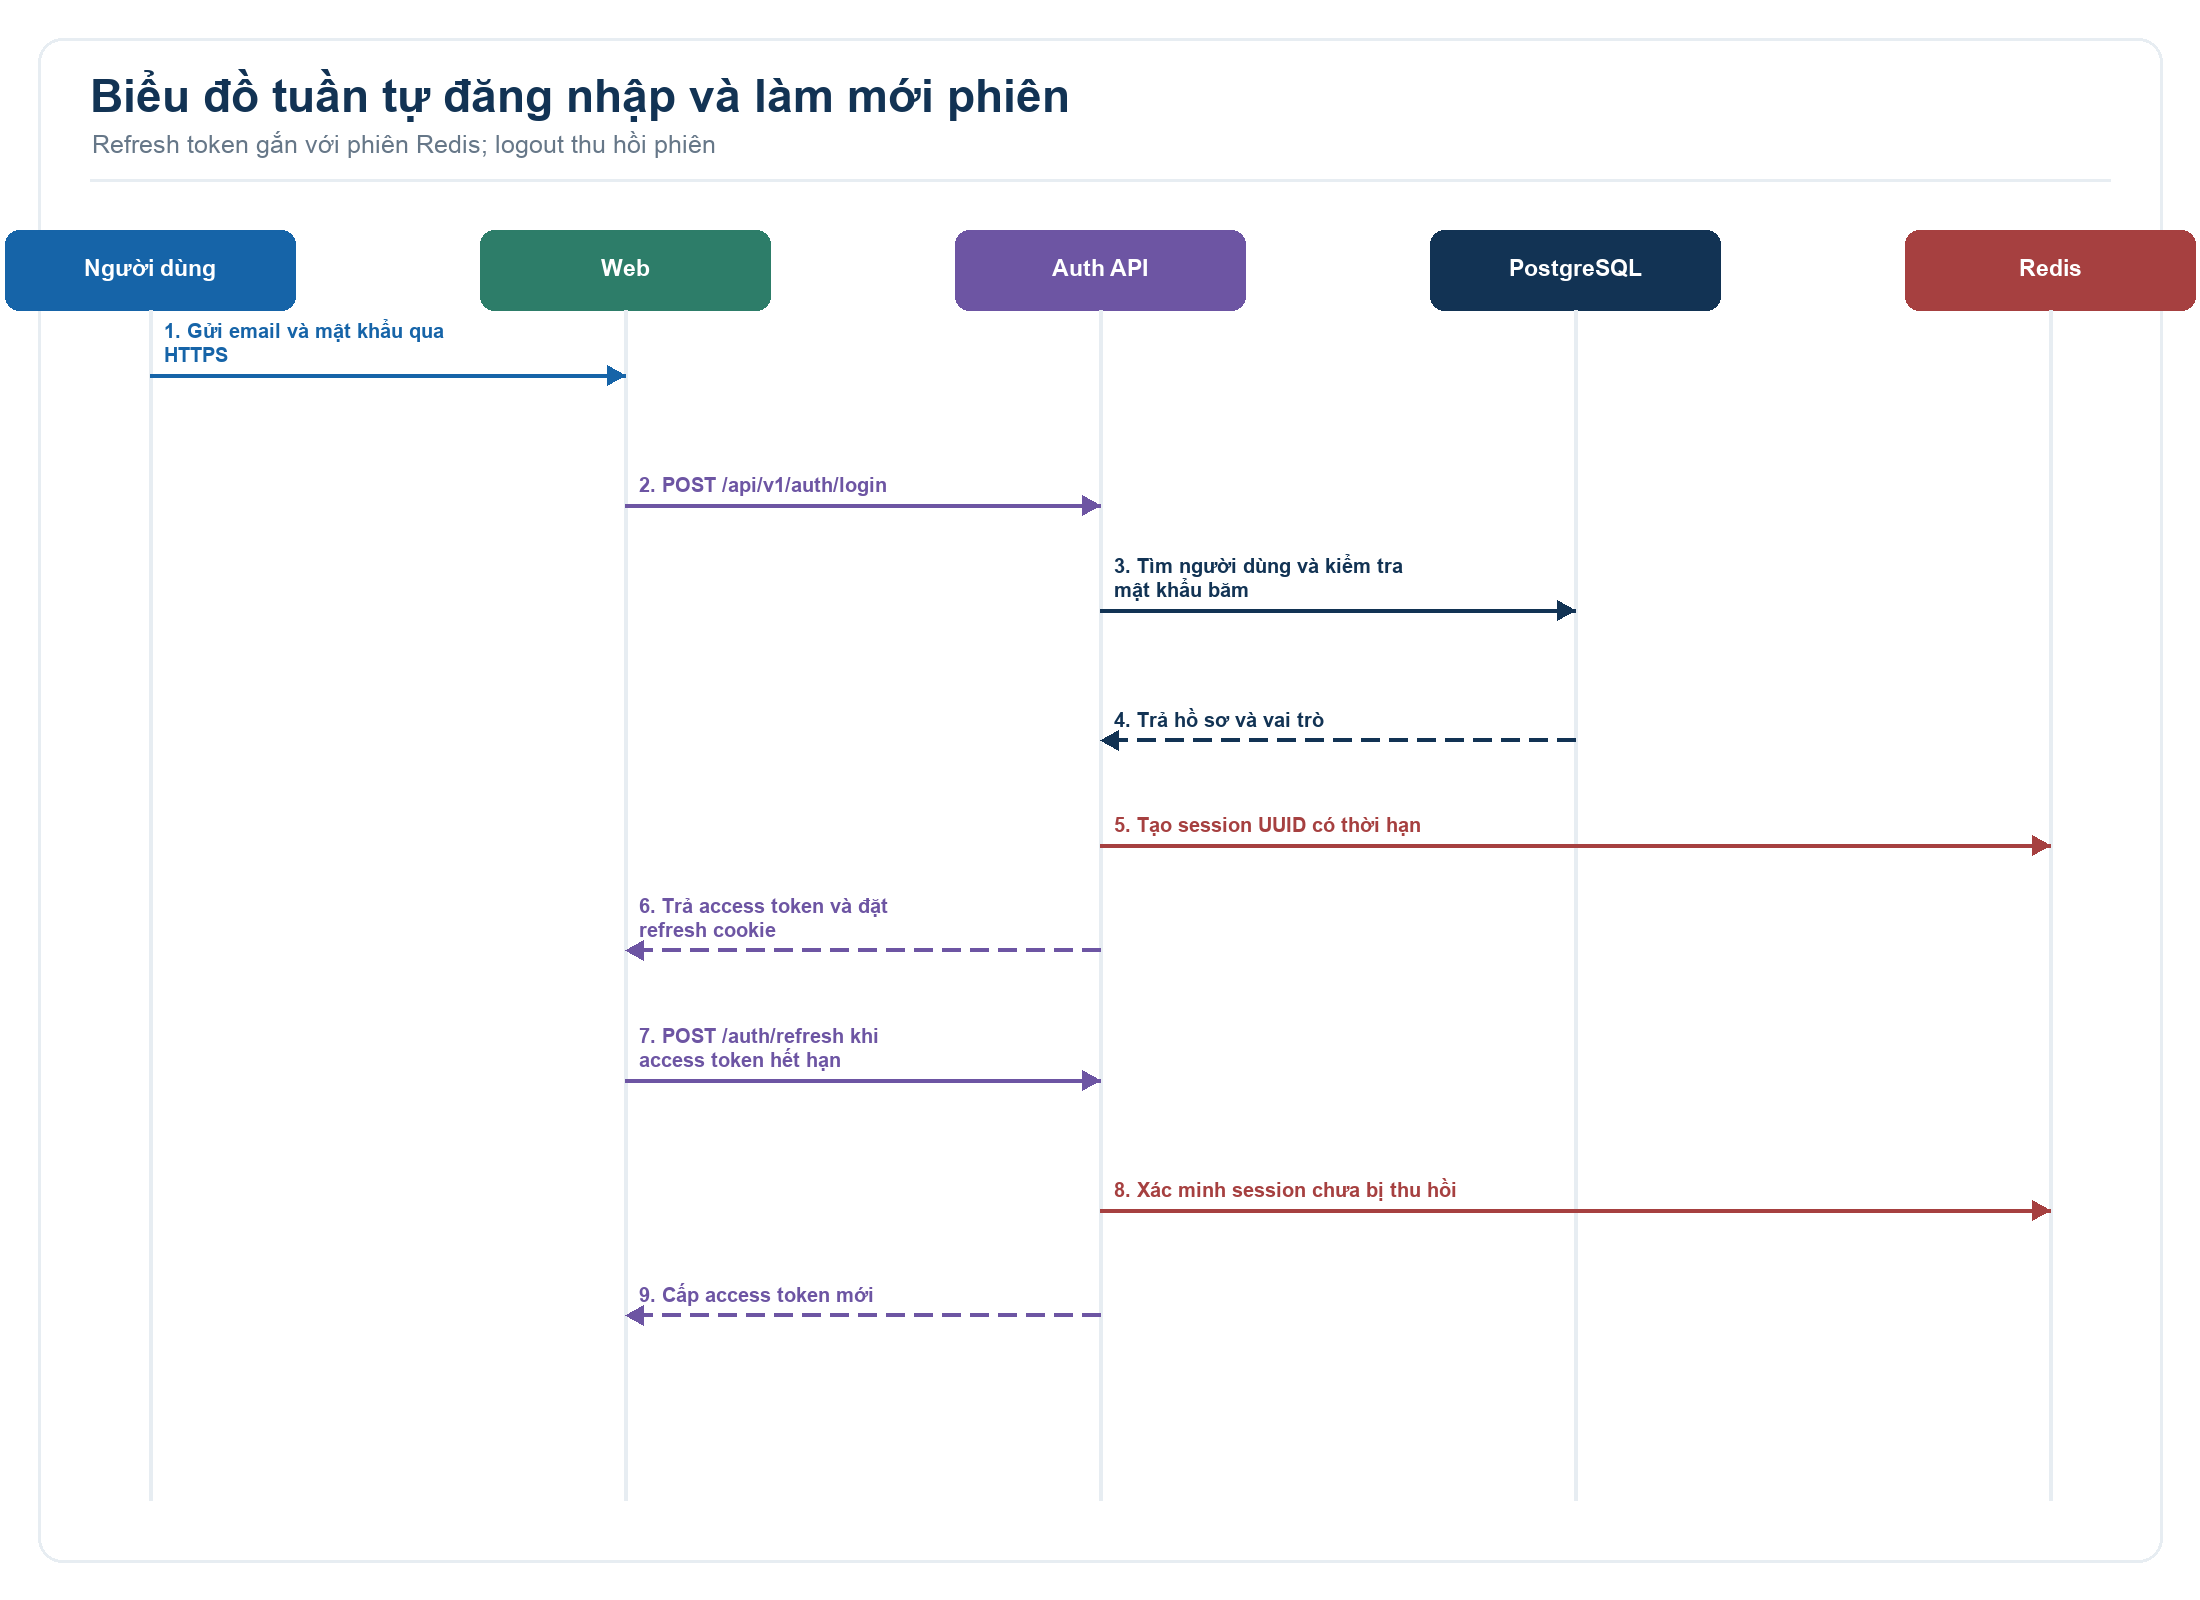 Biểu đồ tuần tự đăng nhập và làm mới phiên
Refresh token gắn với phiên Redis; logout thu hồi phiên
Người dùng
Web
Auth API
PostgreSQL
Redis
1. Gửi email và mật khẩu qua
HTTPS
2. POST /api/v1/auth/login
3. Tìm người dùng và kiểm tra
mật khẩu băm
4. Trả hồ sơ và vai trò
5. Tạo session UUID có thời hạn
6. Trả access token và đặt
refresh cookie
7. POST /auth/refresh khi
access token hết hạn
8. Xác minh session chưa bị thu hồi
9. Cấp access token mới